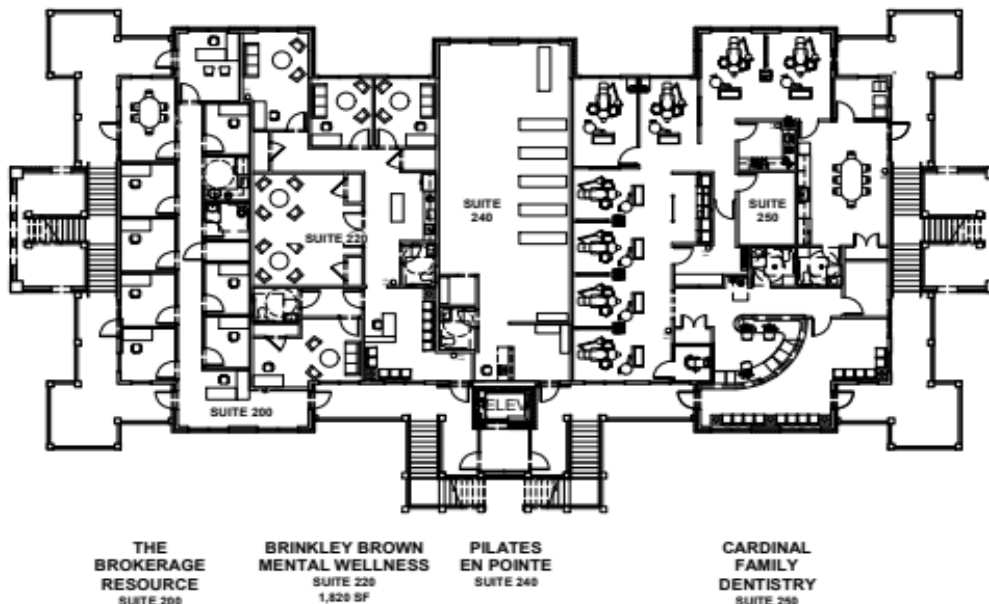 SUITE
240
SUITE
250
SUITE 220
SUITE 200
ELEV
THE
BROKERAGE
RESOURCE
SUITE 200
BRINKLEY BROWN
MENTAL WELLNESS
SUITE 220
1,820 SF
PILATES
EN POINTE
SUITE 240
CARDINAL
FAMILY
DENTISTRY
SUITE 250